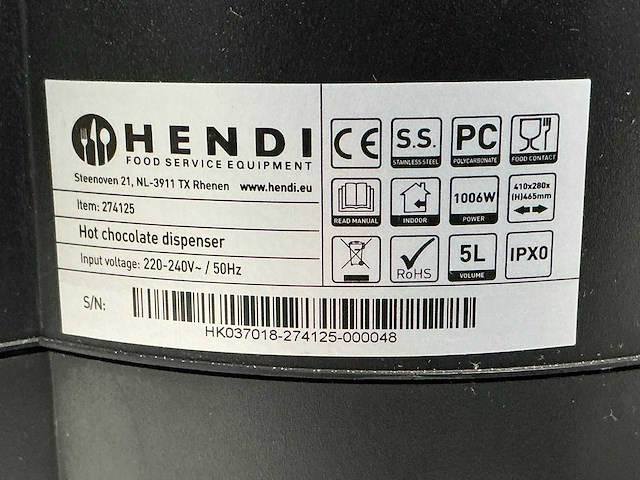 HENDI
FOOD SERVICE EQUIPMENT
Steenoven 21, NL-3911 TX Rhenen www.hendi.eu
Item: 274125
Hot chocolate dispenser
Input voltage: 220-240V~ / 50Hz
CE
S.S.
STAINLESS STEEL
PC
POLYCARBONATE
FOOD CONTACT
READ MANUAL
INDOOR
1006W
POWER
410x280x
(H)465mm
RoHS
5L
VOLUME
IPX0
S/N:
HK037018-274125-000048